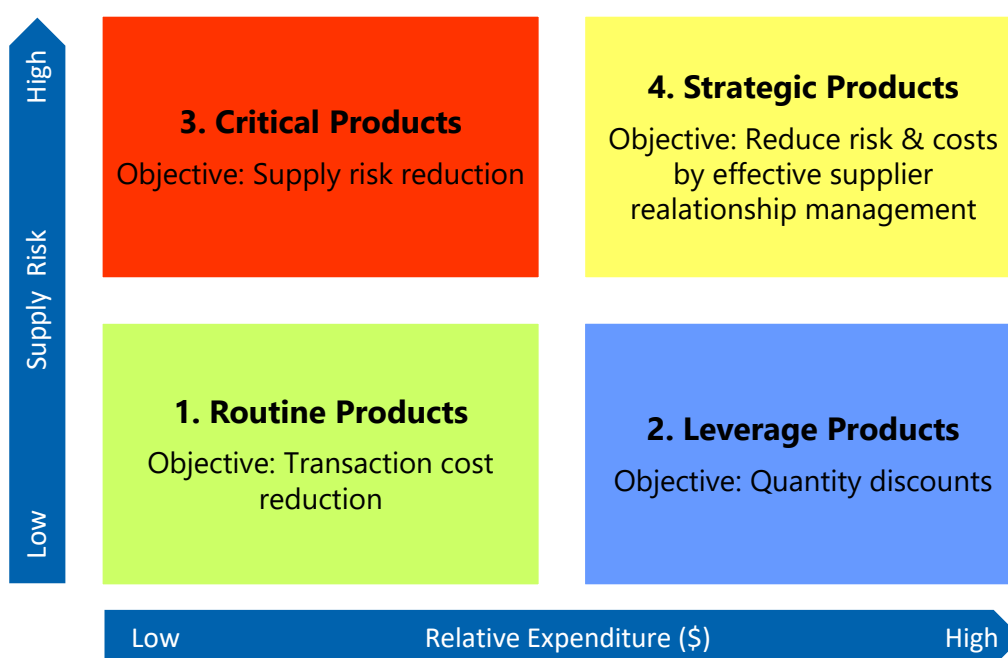 High
Supply Risk
Low
3. Critical Products
Objective: Supply risk reduction
4. Strategic Products
Objective: Reduce risk & costs
by effective supplier
realationship management
1. Routine Products
Objective: Transaction cost
reduction
2. Leverage Products
Objective: Quantity discounts
Low Relative Expenditure ($) High